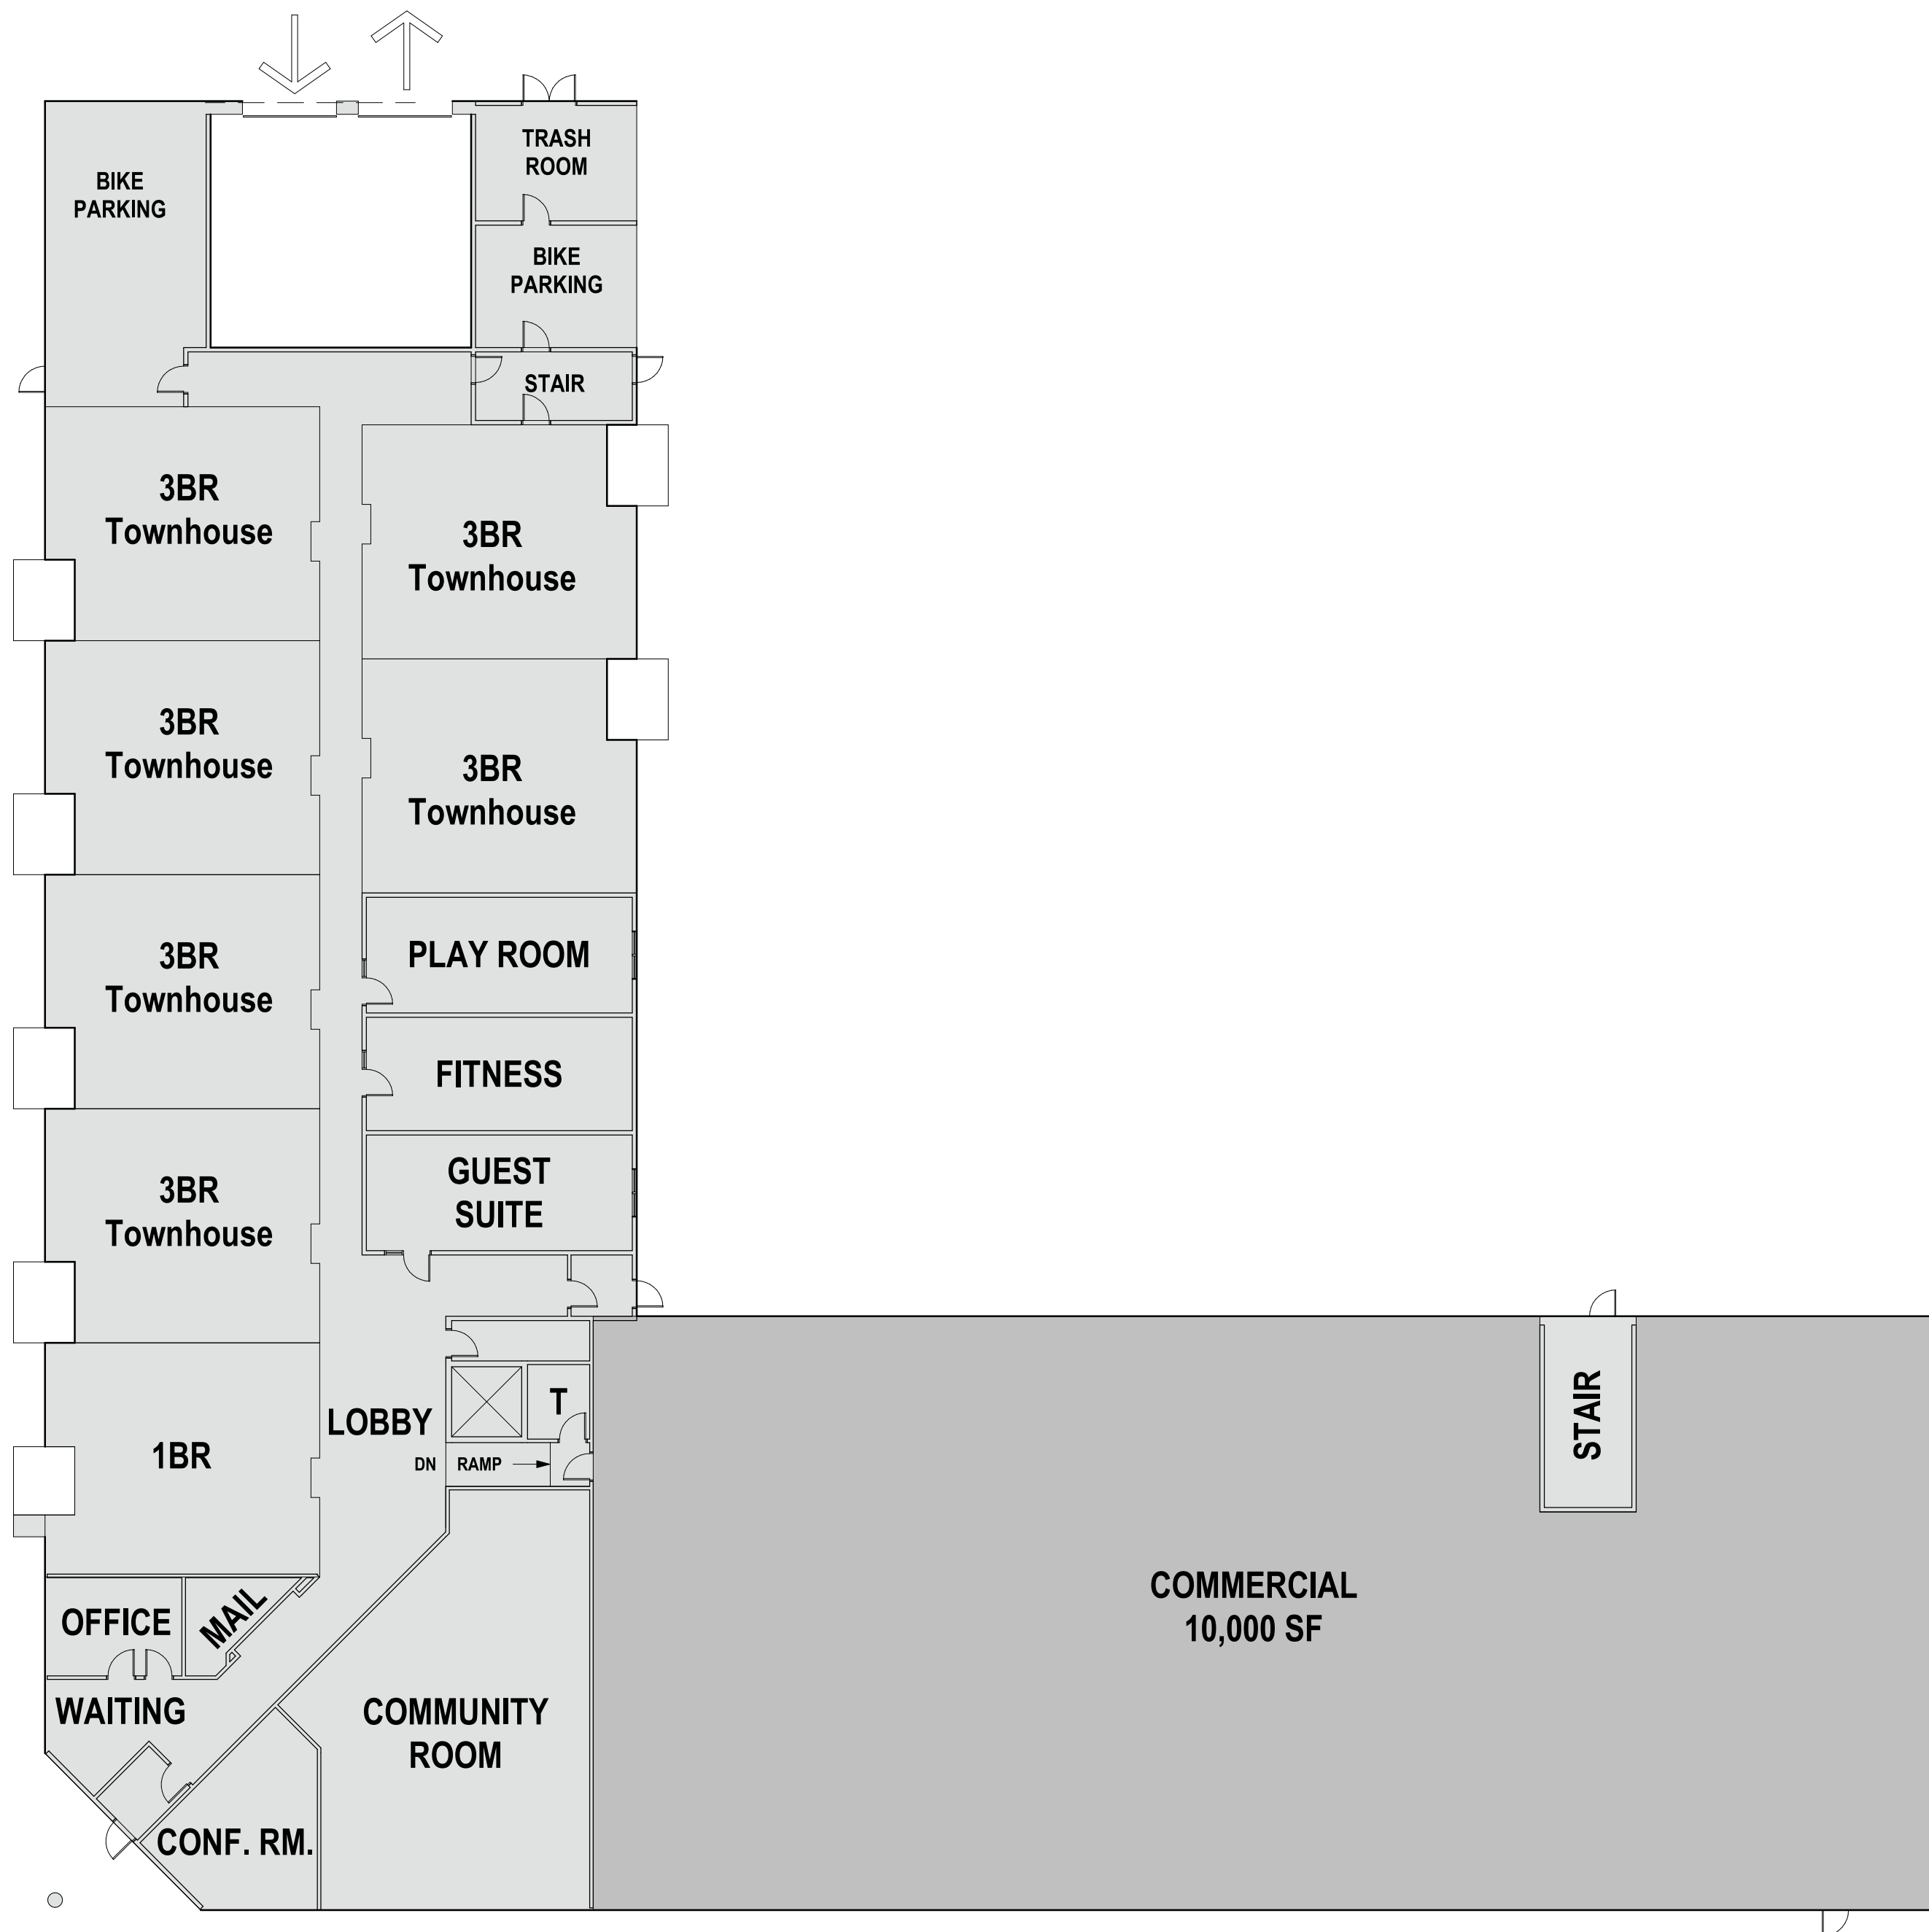 TRASH
ROOM
BIKE
PARKING
BIKE
PARKING
STAIR
3BR
Townhouse
3BR
Townhouse
3BR
Townhouse
3BR
Townhouse
3BR
Townhouse
PLAY ROOM
FITNESS
3BR
Townhouse
GUEST
SUITE
LOBBY
T
STAIR
1BR
DN
RAMP
COMMERCIAL
10,000 SF
OFFICE
MAIL
WAITING
COMMUNITY
ROOM
CONF. RM.